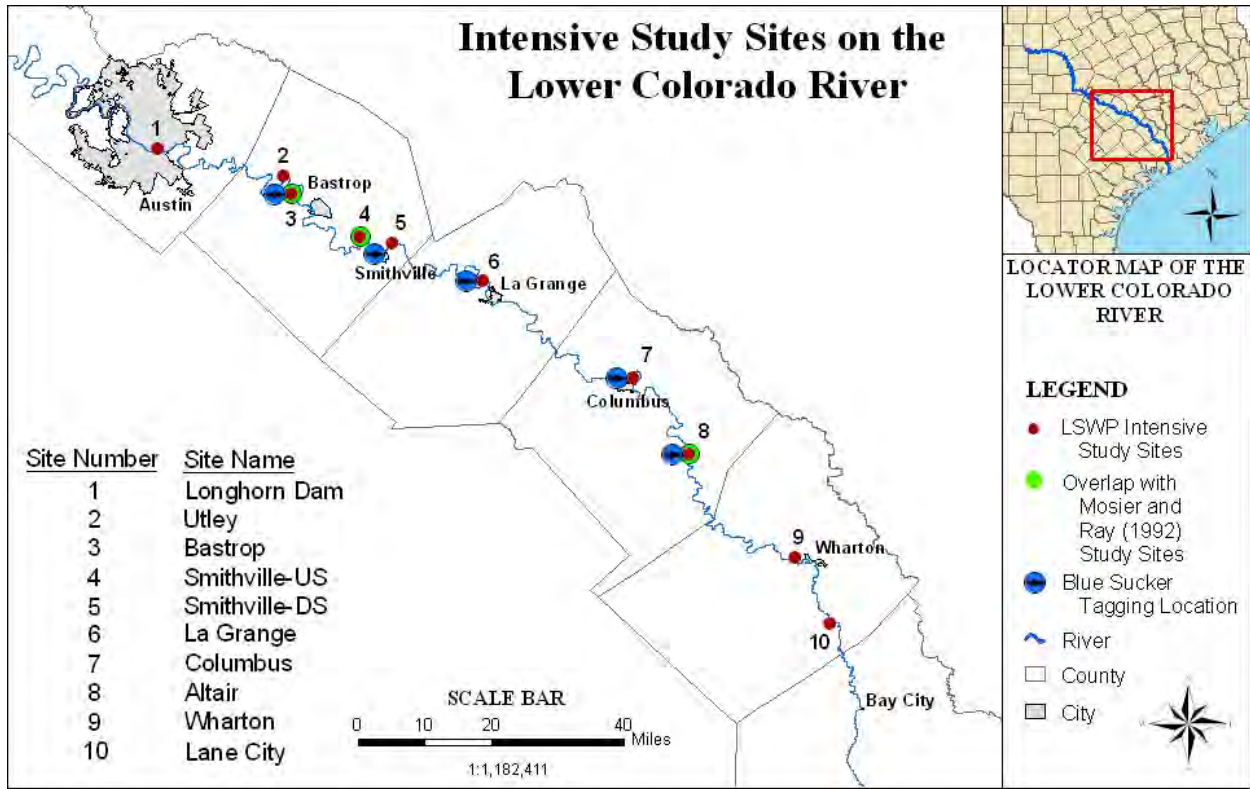 Intensive Study Sites on the
Lower Colorado River
1
Austin
2
Bastrop
3
4
5
Smithville
6
La Grange
7
Columbus
8
9
Wharton
10
Bay City
Site Number Site Name
1 Longhorn Dam
2 Utley
3 Bastrop
4 Smithville-US
5 Smithville-DS
6 La Grange
7 Columbus
8 Altair
9 Wharton
10 Lane City
SCALE BAR
0 10 20 40
Miles
1:1,182,411
LOCATOR MAP OF THE
LOWER COLORADO
RIVER
LEGEND
LSWP Intensive
Study Sites
Overlap with
Mosier and
Ray (1992)
Study Sites
Blue Sucker
Tagging Location
River
County
City